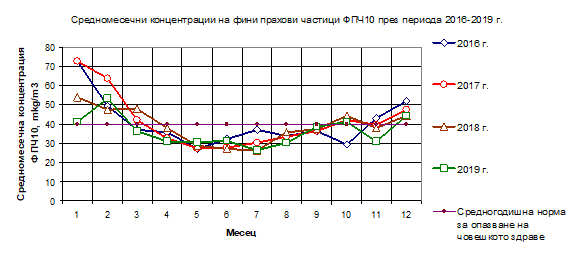 Средномесечни концентрации на фини прахови частици ФПЧ10 през периода 2016-2019 г.
Средномесечна концентрация
ФПЧ10, mkg/m3
80
70
60
50
40
30
20
10
0
1 2 3 4 5 6 7 8 9 10 11 12
Месец
2016 г.
2017 г.
2018 г.
2019 г.
Средногодишна норма
за опазване на
човешкото здраве